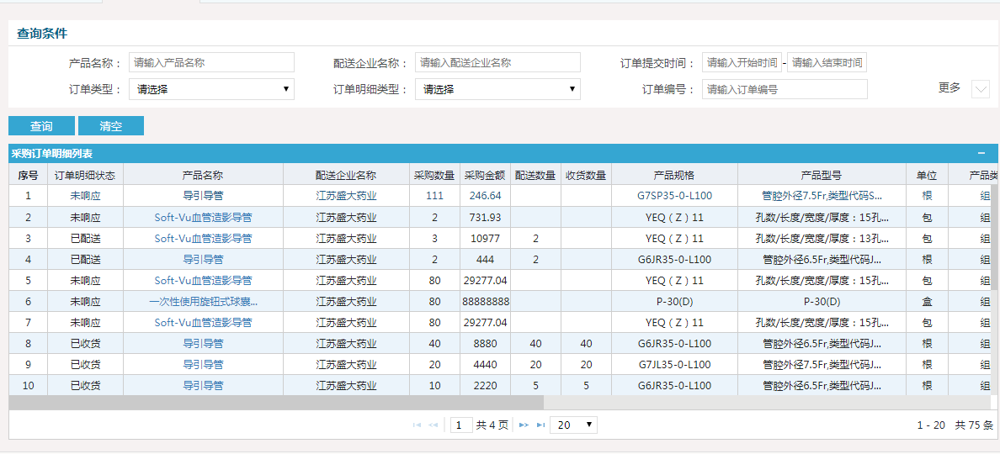 查询条件
产品名称： 请输入产品名称 配送企业名称： 请输入配送企业名称 订单提交时间： 请输入开始时间 - 请输入结束时间
订单类型： 请选择 订单明细类型： 请选择 订单编号： 请输入订单编号 更多
查询 清空
采购订单明细列表
序号 订单明细状态 产品名称 配送企业名称 采购数量 采购金额 配送数量 收货数量 产品规格 产品型号 单位 产品类
1 未响应 导引导管 江苏盛大药业 111 246.64 G7SP35-0-L100 管腔外径7.5Fr,类型代码S... 根 组
2 未响应 Soft-Vu血管造影导管 江苏盛大药业 2 731.93 YEQ（Z）11 孔数/长度/宽度/厚度：15孔... 包 组
3 已配送 Soft-Vu血管造影导管 江苏盛大药业 3 10977 2 YEQ（Z）11 孔数/长度/宽度/厚度：13孔... 包 组
4 已配送 导引导管 江苏盛大药业 2 444 2 G6JR35-0-L100 管腔外径6.5Fr,类型代码J... 根 组
5 未响应 Soft-Vu血管造影导管 江苏盛大药业 80 29277.04 YEQ（Z）11 孔数/长度/宽度/厚度：15孔... 包 组
6 未响应 一次性使用旋钮式球囊... 江苏盛大药业 80 88888888 P-30(D) P-30(D) 盒 组
7 未响应 Soft-Vu血管造影导管 江苏盛大药业 80 29277.04 YEQ（Z）11 孔数/长度/宽度/厚度：15孔... 包 组
8 已收货 导引导管 江苏盛大药业 40 8880 40 40 G6JR35-0-L100 管腔外径6.5Fr,类型代码J... 根 组
9 已收货 导引导管 江苏盛大药业 20 4440 20 20 G7JL35-0-L100 管腔外径7.5Fr,类型代码J... 根 组
10 已收货 导引导管 江苏盛大药业 10 2220 5 5 G6JR35-0-L100 管腔外径6.5Fr,类型代码J... 根 组
1 共 4 页 20 1 - 20 共 75 条